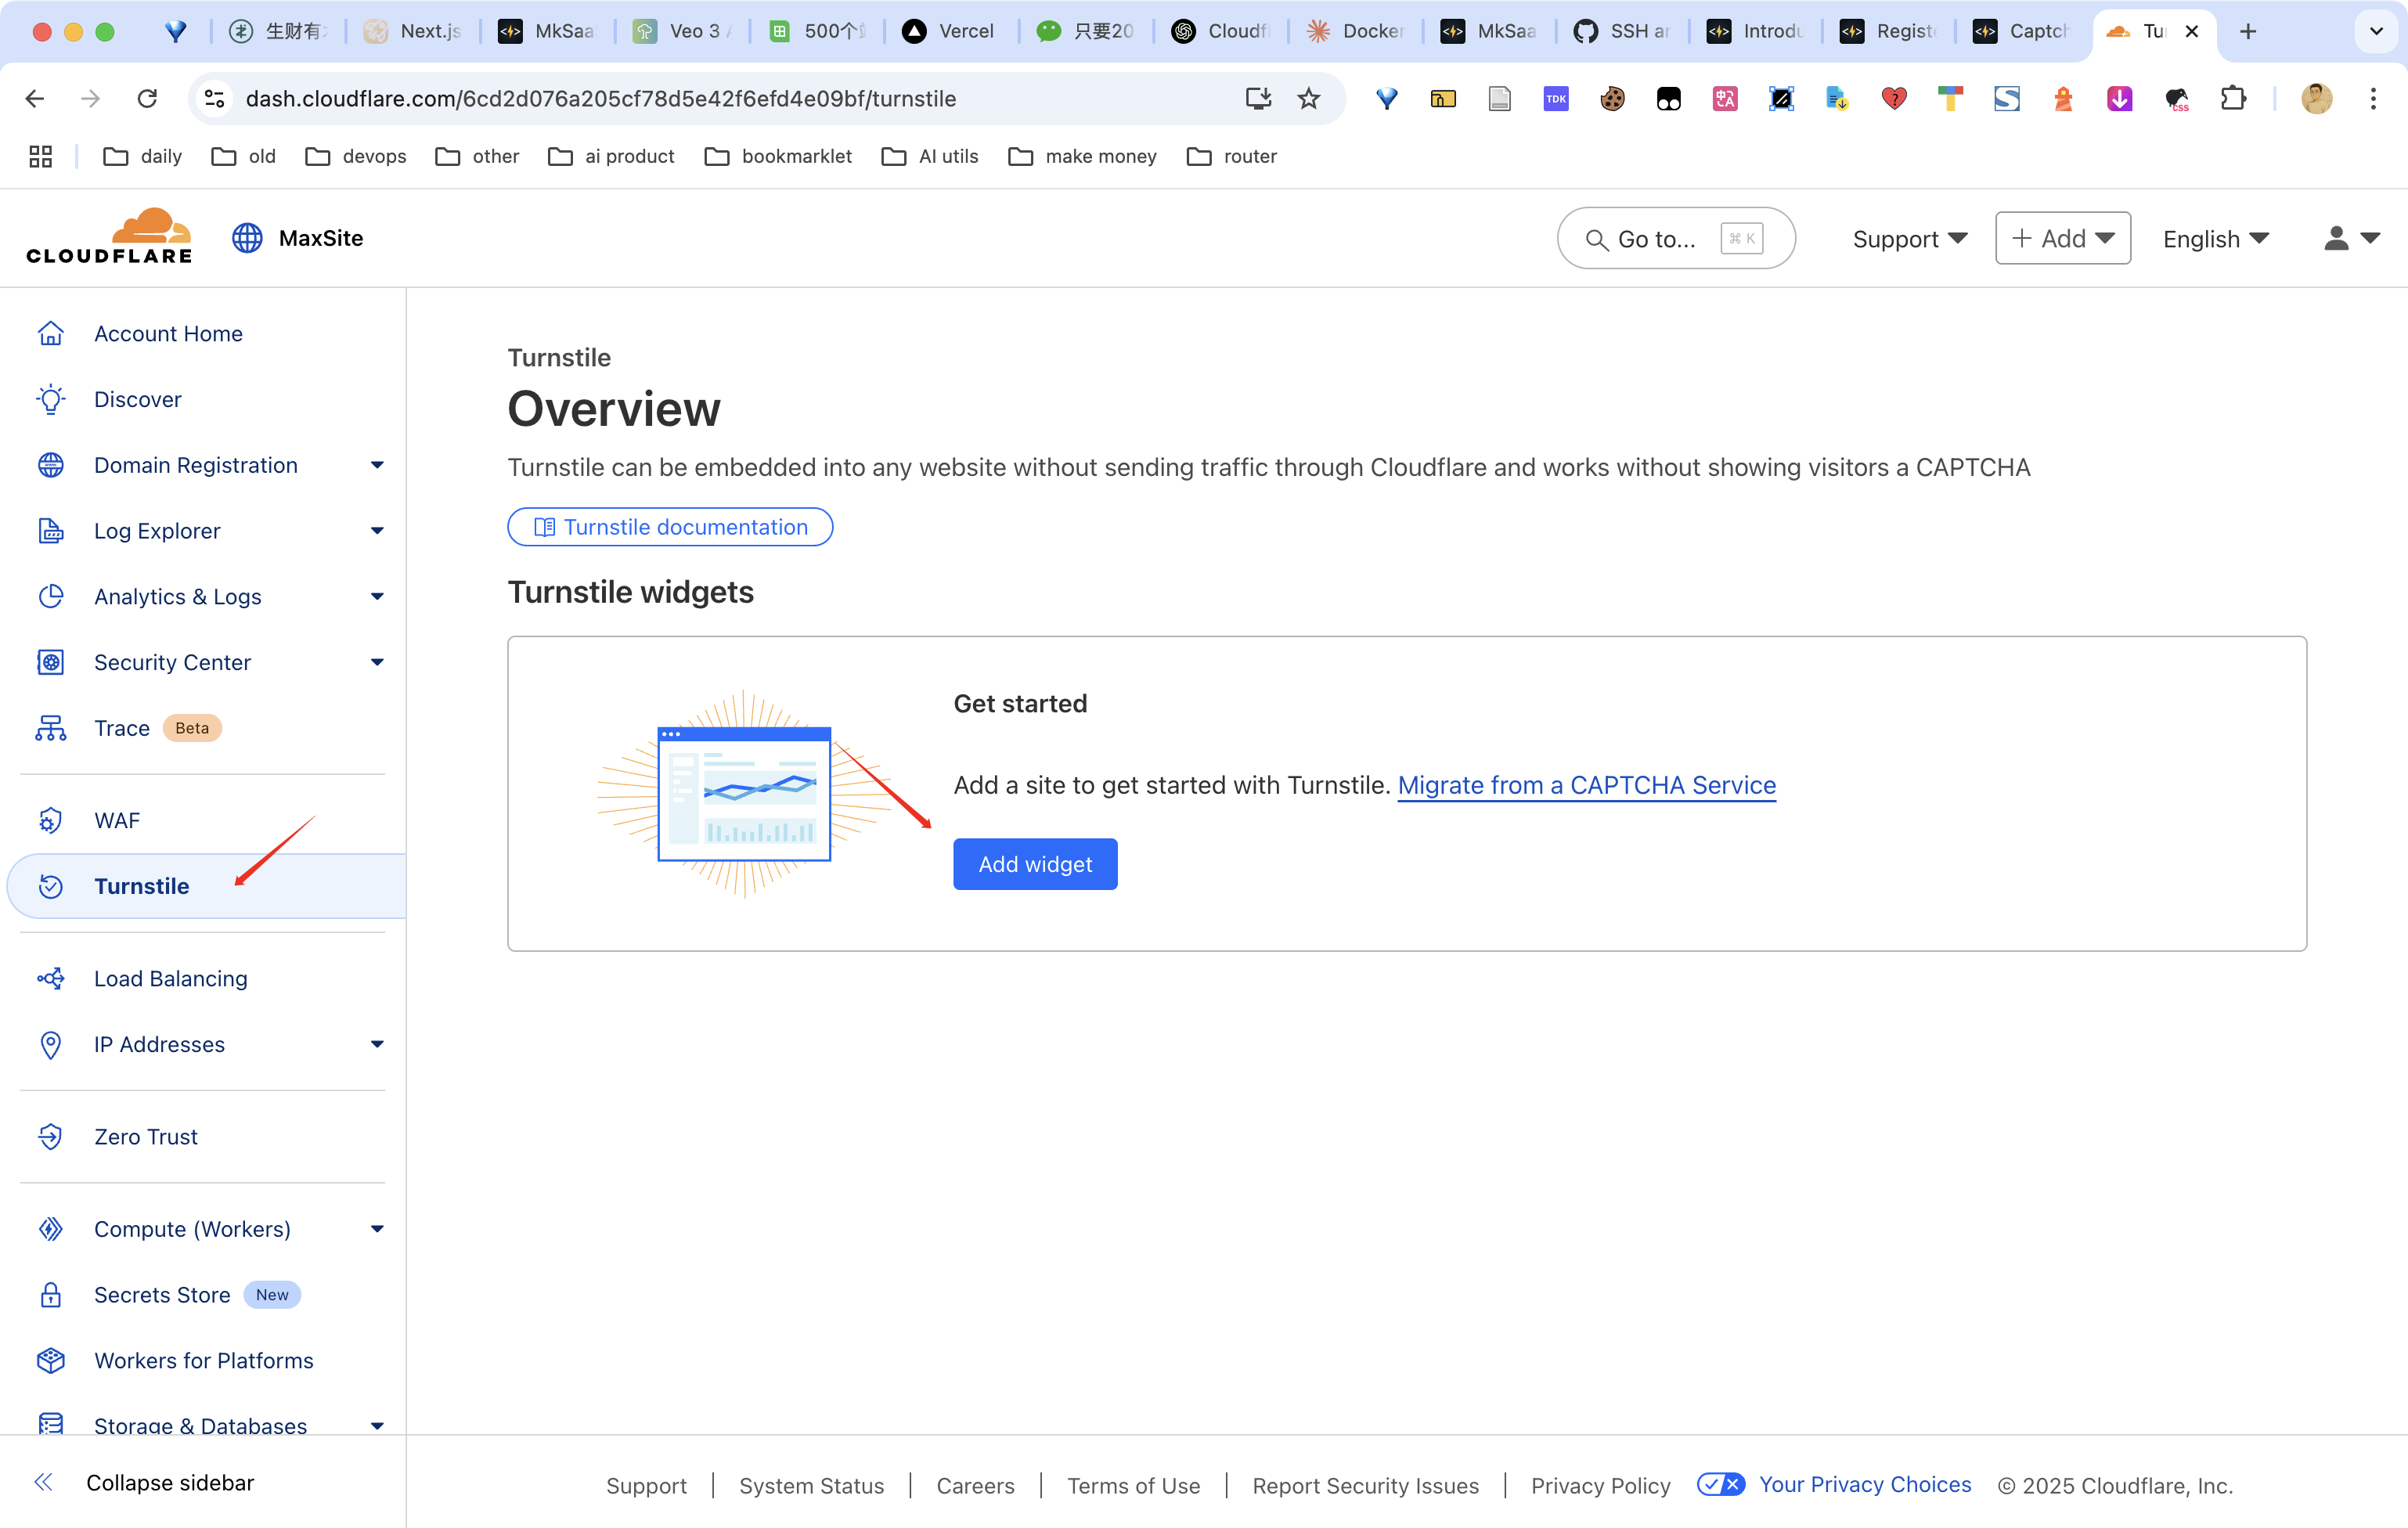 生财有
Next.js
MkSaa
Veo 3
500个
Vercel
只要20
Cloudf
Docker
MkSaa
SSH ar
Introdu
Registe
Captch
Tu
dash.cloudflare.com/6cd2d076a205cf78d5e42f6efd4e09bf/turnstile
TDK
css
daily
old
devops
other
ai product
bookmarklet
AI utils
make money
router
CLOUDFLARE
MaxSite
Go to...
⌘ K
Support
+ Add
English
Account Home
Discover
Domain Registration
Log Explorer
Analytics & Logs
Security Center
Trace Beta
WAF
Turnstile
Load Balancing
IP Addresses
Zero Trust
Compute (Workers)
Secrets Store New
Workers for Platforms
Storage & Databases
Collapse sidebar
Turnstile
Overview
Turnstile can be embedded into any website without sending traffic through Cloudflare and works without showing visitors a CAPTCHA
Turnstile documentation
Turnstile widgets
Get started
Add a site to get started with Turnstile. Migrate from a CAPTCHA Service
Add widget
Support
System Status
Careers
Terms of Use
Report Security Issues
Privacy Policy
Your Privacy Choices
© 2025 Cloudflare, Inc.